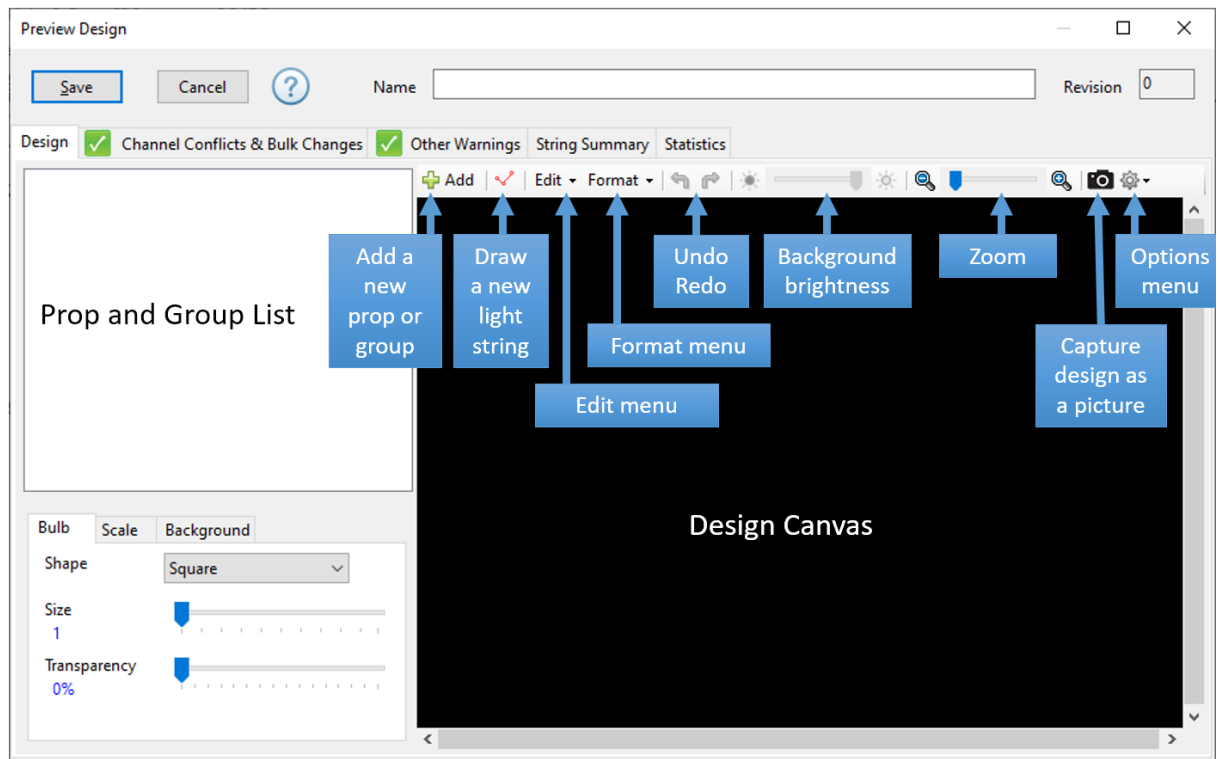 Preview Design
Save
Cancel
?
Name
Revision
0
Design
Channel Conflicts & Bulk Changes
Other Warnings
String Summary
Statistics
Add
Edit
Format
Prop and Group List
Add a
new
prop or
group
Draw
a new
light
string
Edit menu
Format menu
Undo
Redo
Background
brightness
Zoom
Capture
design as
a picture
Options
menu
Design Canvas
Bulb
Scale
Background
Shape
Square
Size
1
Transparency
0%